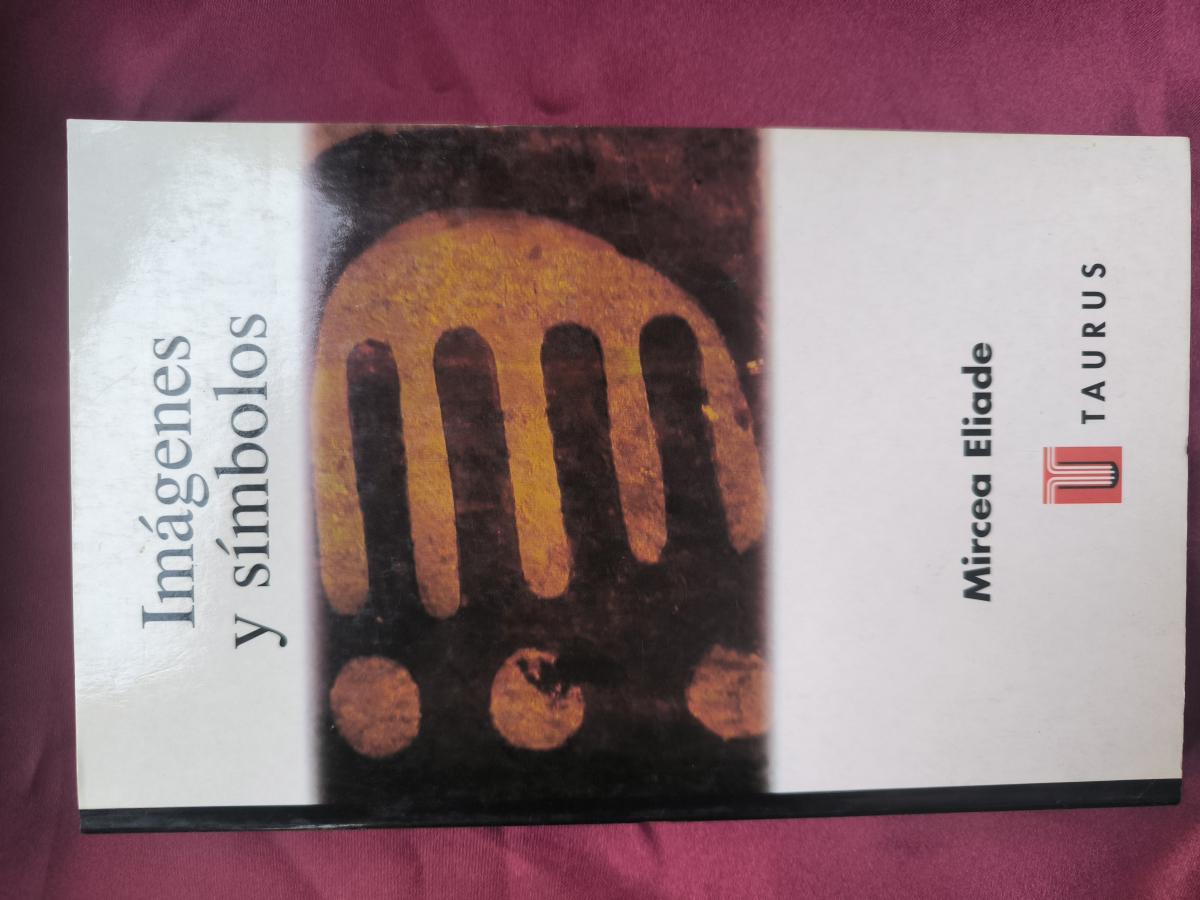 Imágenes
y símbolos
Mircea Eliade
TAURUS